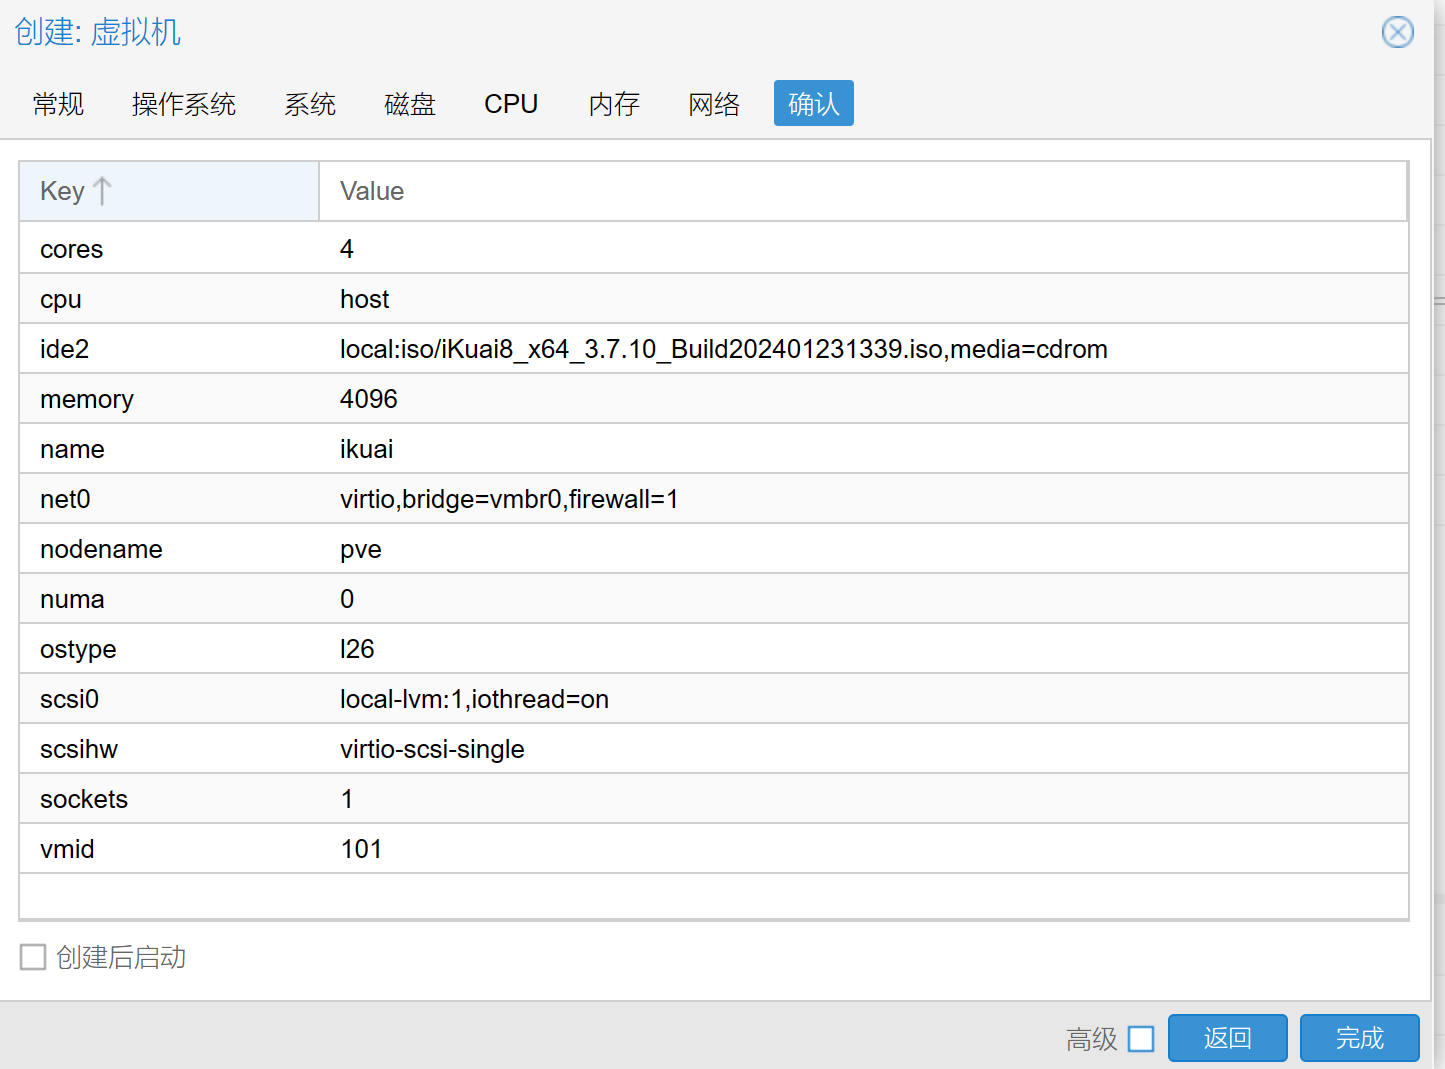 创建: 虚拟机
常规 操作系统 系统 磁盘 CPU 内存 网络 确认
Key Value
cores 4
cpu host
ide2 local:iso/iKuai8_x64_3.7.10_Build202401231339.iso,media=cdrom
memory 4096
name ikuai
net0 virtio,bridge=vmbr0,firewall=1
nodename pve
numa 0
ostype l26
scsi0 local-lvm:1,iothread=on
scsihw virtio-scsi-single
sockets 1
vmid 101
创建后启动
高级 返回 完成